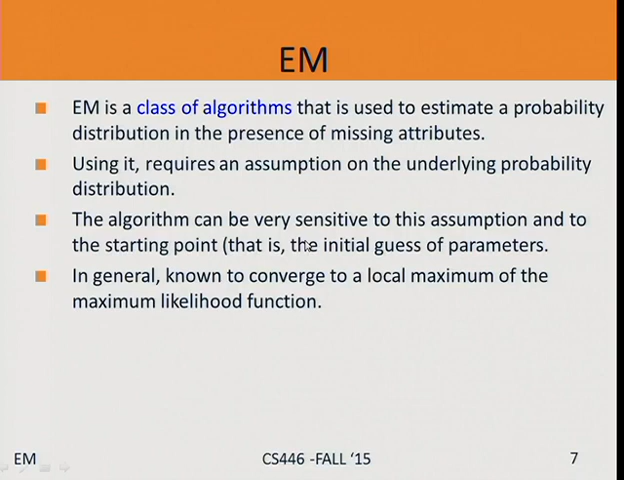 EM
EM is a class of algorithms that is used to estimate a probability
distribution in the presence of missing attributes.
Using it, requires an assumption on the underlying probability
distribution.
The algorithm can be very sensitive to this assumption and to
the starting point (that is, the initial guess of parameters.
In general, known to converge to a local maximum of the
maximum likelihood function.
EM
CS446 -FALL ‘15
7